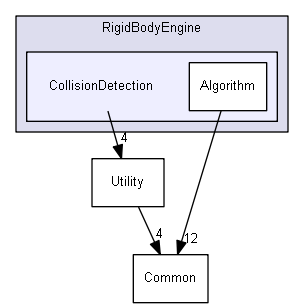 RigidBodyEngine
CollisionDetection
Algorithm
4
Utility
4
12
Common